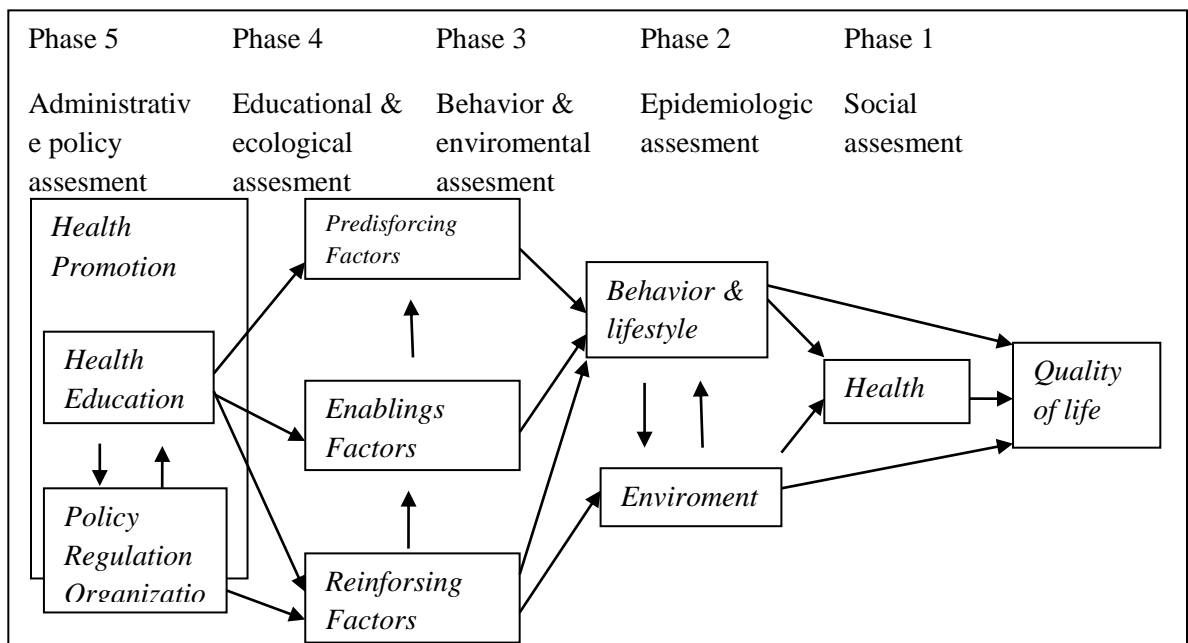 Phase 5
Phase 4
Phase 3
Phase 2
Phase 1
Administrativ
e policy
assesment
Educational &
ecological
assesment
Behavior &
enviromental
assesment
Epidemiologic
assesment
Social
assesment
Health
Promotion
Health
Education
Policy
Regulation
Organizatio
Predisforcing
Factors
Enablings
Factors
Reinforsing
Factors
Behavior &
lifestyle
Enviroment
Health
Quality
of life